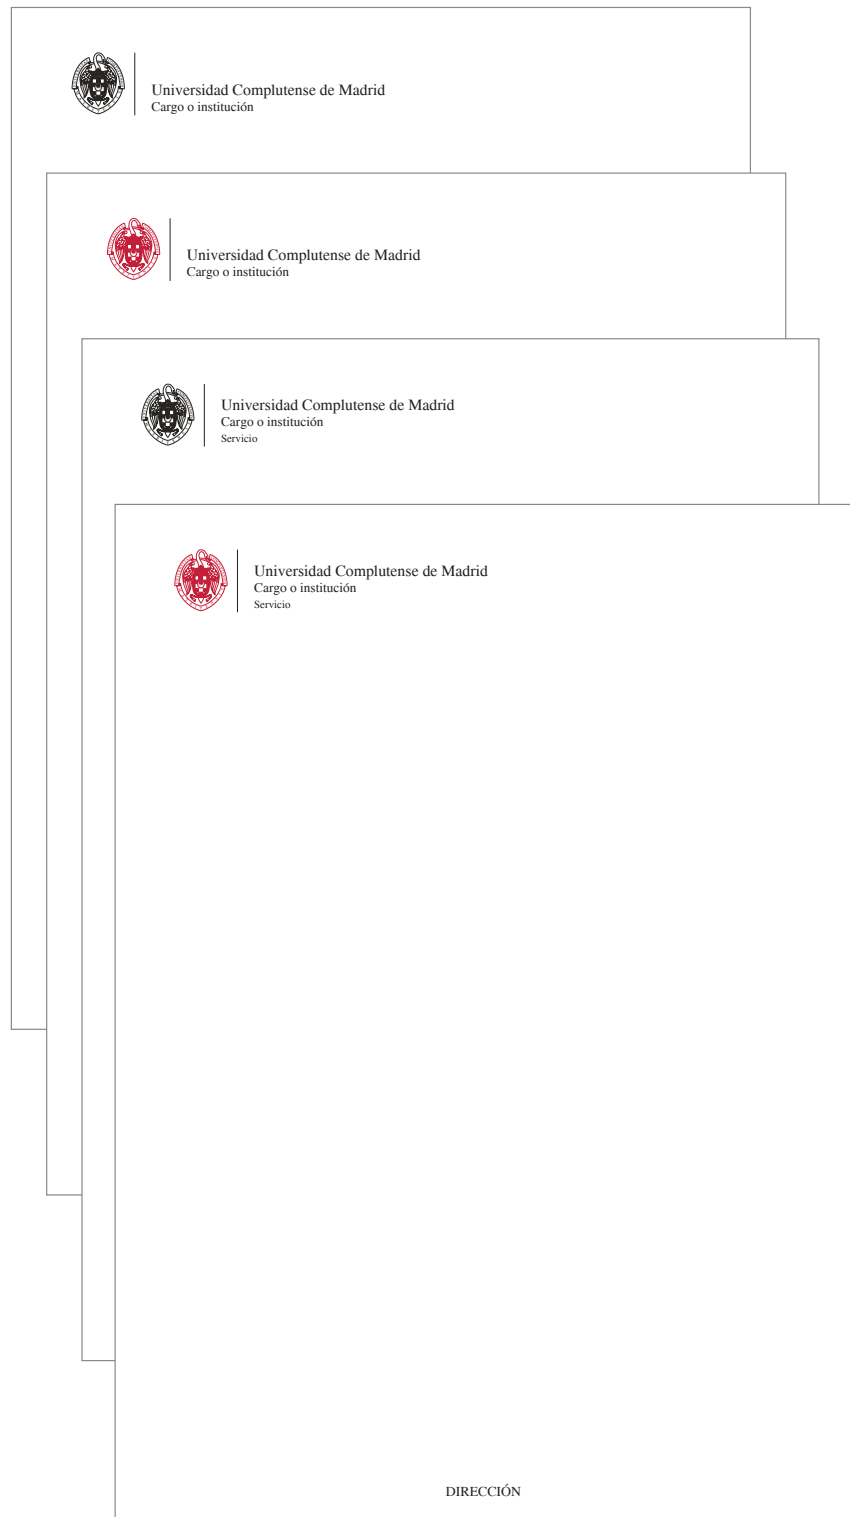 Universidad Complutense de Madrid
Cargo o institución
Universidad Complutense de Madrid
Cargo o institución
Universidad Complutense de Madrid
Cargo o institución
Servicio
Universidad Complutense de Madrid
Cargo o institución
Servicio
DIRECCIÓN